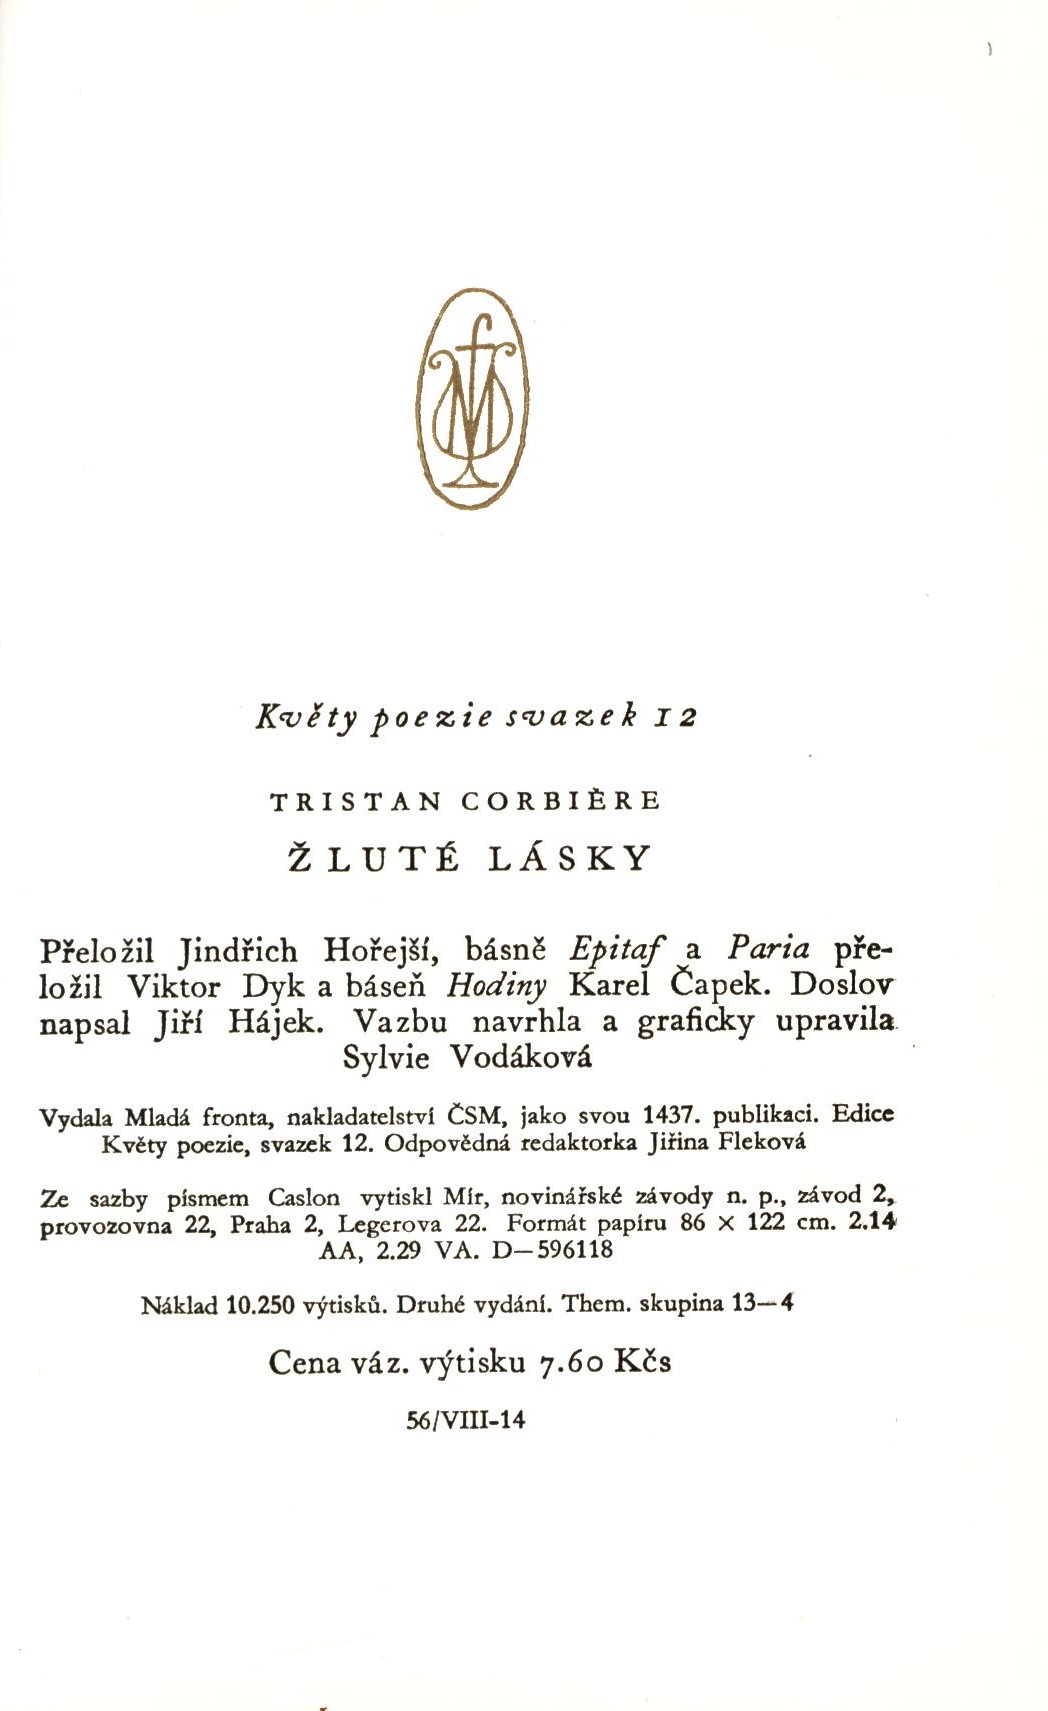 Květy poezie svazek 12
TRISTAN CORBIÈRE
ŽLUTÉ LÁSKY
Přeložil Jindřich Hořejší, básně Epitaf a Paria pře-
ložil Viktor Dyk a báseň Hodiny Karel Čapek. Doslov
napsal Jiří Hájek. Vazbu navrhla a graficky upravila
Sylvie Vodáková
Vydala Mladá fronta, nakladatelství ČSM, jako svou 1437. publikaci. Edice
Květy poezie, svazek 12. Odpovědná redaktorka Jiřina Fleková
Ze sazby písmem Caslon vytiskl Mír, novinářské závody n. p., závod 2,
provozovna 22, Praha 2, Legerova 22. Formát papíru 86 × 122 cm. 2.14
AA, 2.29 VA. D—596118
Náklad 10.250 výtisků. Druhé vydání. Them. skupina 13—4
Cena váz. výtisku 7.60 Kčs
56/VIII-14